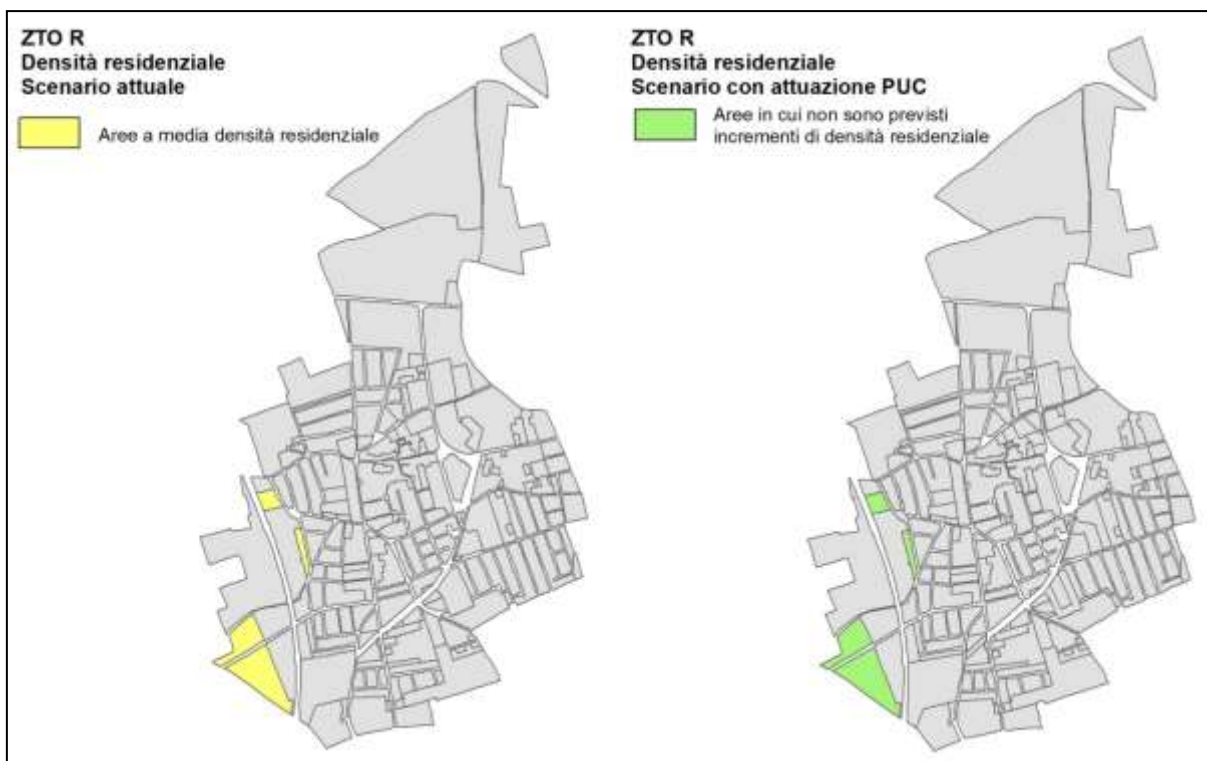 ZTO R
Densità residenziale
Scenario attuale
Aree a media densità residenziale
ZTO R
Densità residenziale
Scenario con attuazione PUC
Aree in cui non sono previsti
incrementi di densità residenziale